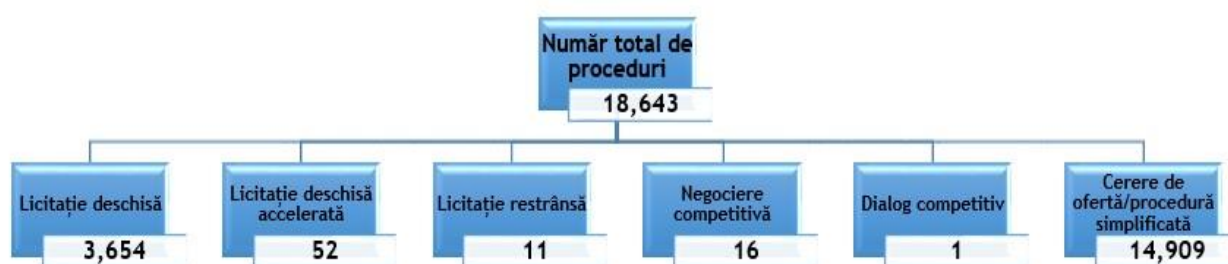 Număr total de
proceduri
18,643
Licitație deschisă
3,654
Licitație deschisă
accelerată
52
Licitație restrânsă
11
Negociere
competitivă
16
Dialog competitiv
1
Cerere de
ofertă/procedură
simplificată
14,909